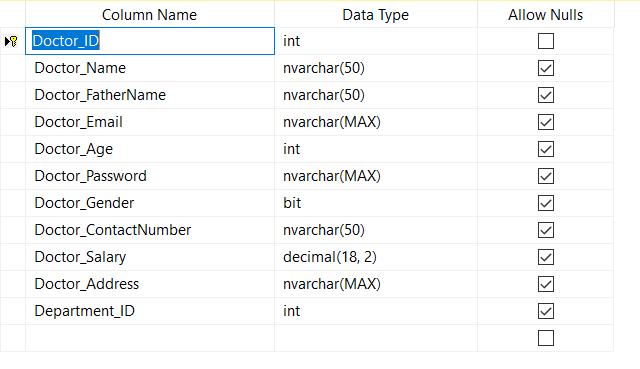 Column Name Data Type Allow Nulls
Doctor_ID int
Doctor_Name nvarchar(50)
Doctor_FatherName nvarchar(50)
Doctor_Email nvarchar(MAX)
Doctor_Age int
Doctor_Password nvarchar(MAX)
Doctor_Gender bit
Doctor_ContactNumber nvarchar(50)
Doctor_Salary decimal(18, 2)
Doctor_Address nvarchar(MAX)
Department_ID int